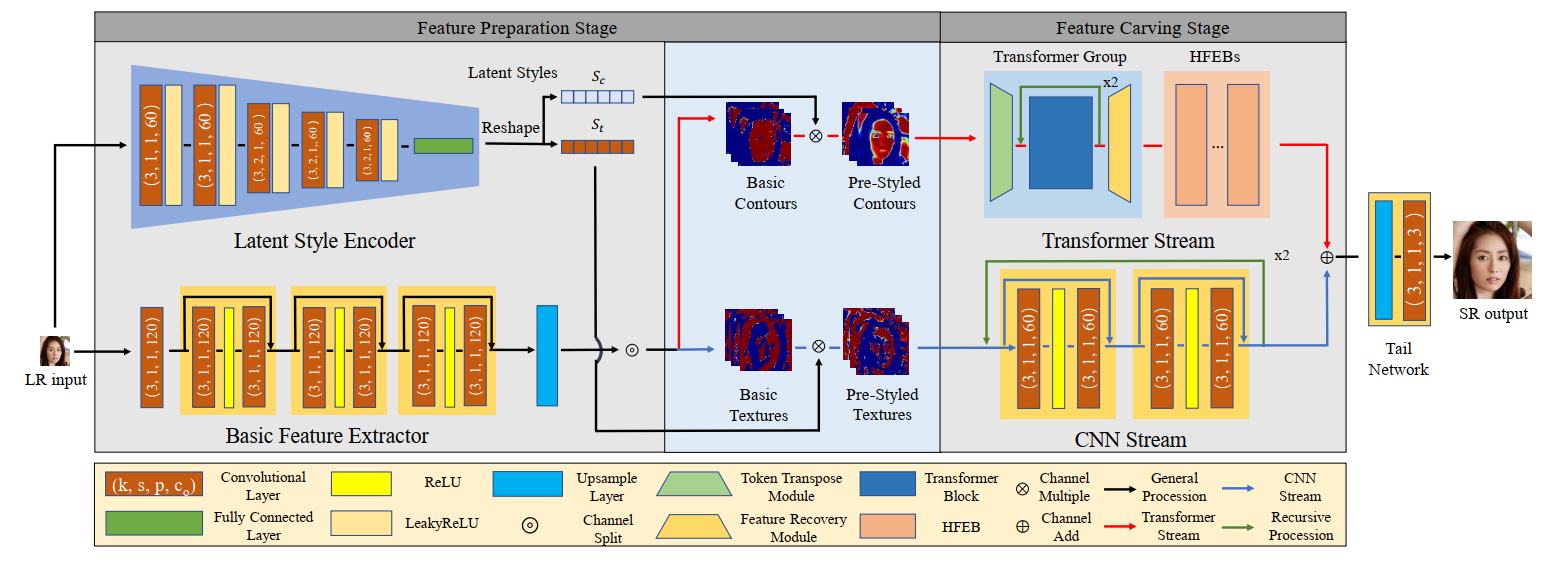 Feature Preparation Stage
Feature Carving Stage
Latent Styles
S_c
Reshape
S_t
(3, 1, 1, 60)
(3, 1, 1, 60)
(3, 2, 1, 60)
(3, 2, 1, 60)
(3, 2, 1, 60)
Latent Style Encoder
Basic
Contours
Pre-Styled
Contours
Transformer Group
HFEBs
x2
...
Transformer Stream
LR input
(3, 1, 1, 120)
(3, 1, 1, 120)
(3, 1, 1, 120)
(3, 1, 1, 120)
(3, 1, 1, 120)
(3, 1, 1, 120)
(3, 1, 1, 120)
Basic Feature Extractor
Basic
Textures
Pre-Styled
Textures
x2
(3, 1, 1, 60)
(3, 1, 1, 60)
(3, 1, 1, 60)
(3, 1, 1, 60)
CNN Stream
(3, 1, 1, 3)
Tail
Network
SR output
(k, s, p, c_o)
Convolutional
Layer
ReLU
Upsample
Layer
Token Transpose
Module
Transformer
Block
Channel
Multiple
General
Procession
CNN
Stream
Fully Connected
Layer
LeakyReLU
Channel
Split
Feature Recovery
Module
HFEB
Channel
Add
Transformer
Stream
Recursive
Procession